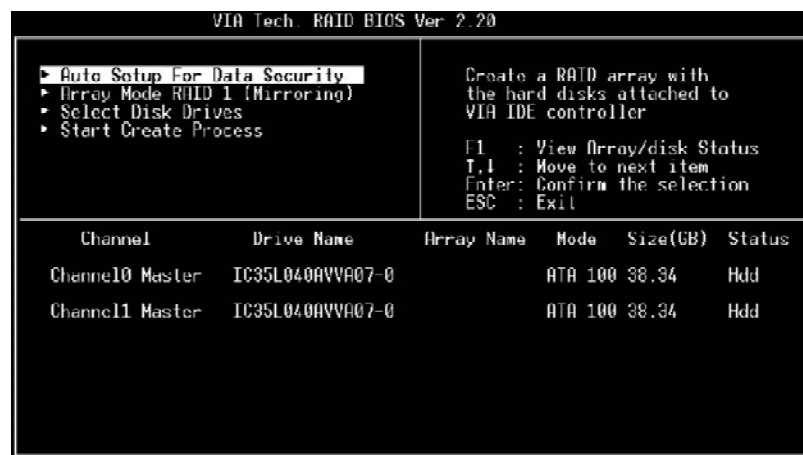 VIA Tech. RAID BIOS Ver 2.20
► Auto Setup For Data Security
► Array Mode RAID 1 (Mirroring)
► Select Disk Drives
► Start Create Process
Create a RAID array with
the hard disks attached to
VIA IDE controller
F1 : View Array/disk Status
↑,↓ : Move to next item
Enter: Confirm the selection
ESC : Exit
Channel Drive Name Array Name Mode Size(GB) Status
Channel0 Master IC35L040AVVA07-0 ATA 100 38.34 Hdd
Channel1 Master IC35L040AVVA07-0 ATA 100 38.34 Hdd